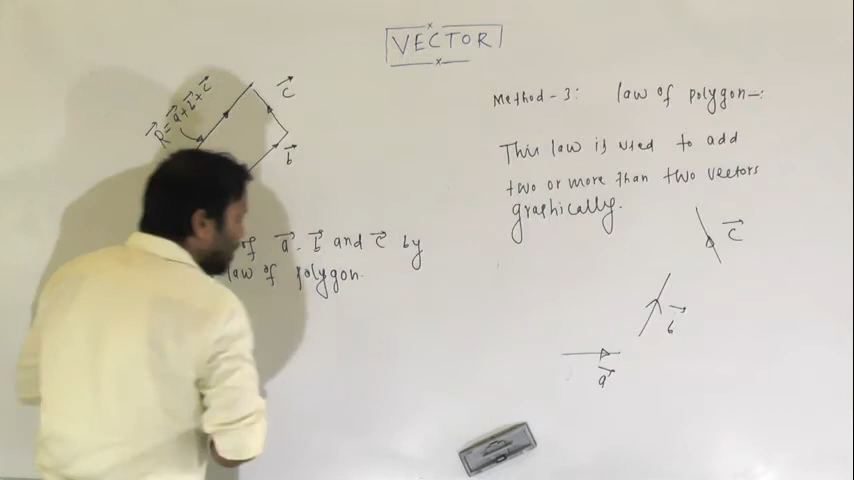 VECTOR
R⃗ = a⃗ + b⃗ + c⃗
c⃗
b⃗
of a⃗ - b⃗ and c⃗ by
law of polygon.
Method - 3: law of polygon -:
This law is used to add
two or more than two vectors
graphically.
c⃗
b⃗
a⃗